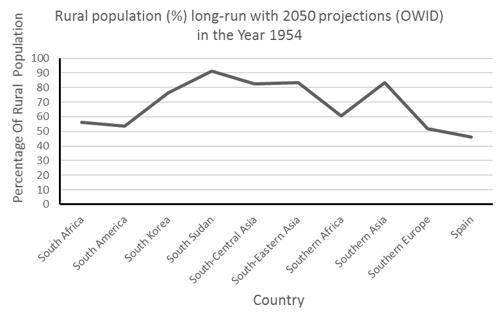 Rural population (%) long-run with 2050 projections (OWID)
in the Year 1954
Percentage Of Rural Population
100
90
80
70
60
50
40
30
20
10
0
South Africa
South America
South Korea
South Sudan
South-Central Asia
South-Eastern Asia
Southern Africa
Southern Asia
Southern Europe
Spain
Country